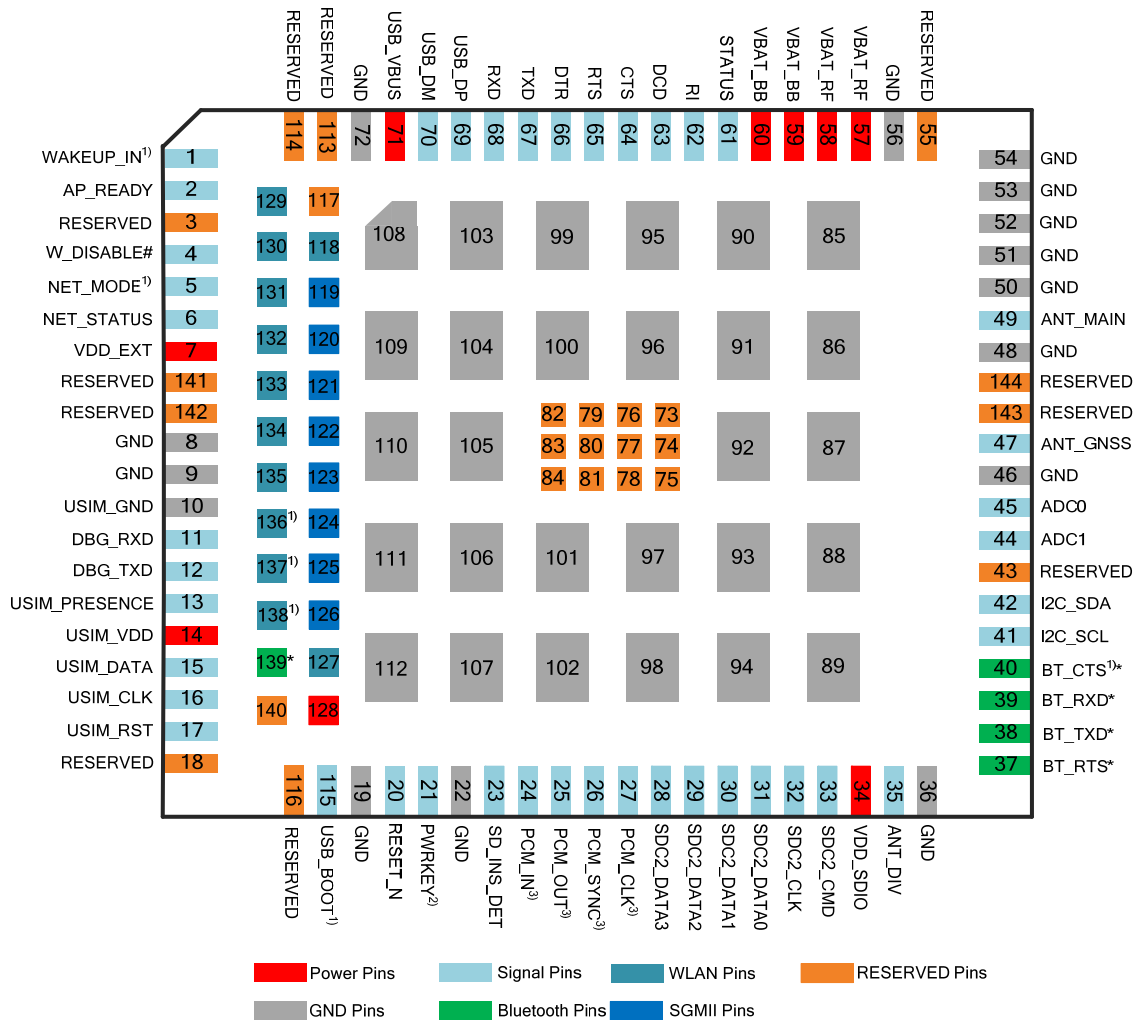 RESERVED
RESERVED
GND
USB_VBUS
USB_DM
USB_DP
RXD
TXD
DTR
RTS
CTS
DCD
RI
STATUS
VBAT_BB
VBAT_BB
VBAT_RF
VBAT_RF
GND
RESERVED
114
113
72
71
70
69
68
67
66
65
64
63
62
61
60
59
58
57
56
55
WAKEUP_IN1) 1
AP_READY 2
RESERVED 3
W_DISABLE# 4
NET_MODE1) 5
NET_STATUS 6
VDD_EXT 7
RESERVED 141
RESERVED 142
GND 8
GND 9
USIM_GND 10
DBG_RXD 11
DBG_TXD 12
USIM_PRESENCE 13
USIM_VDD 14
USIM_DATA 15
USIM_CLK 16
USIM_RST 17
RESERVED 18
129 117
130 118
131 119
132 120
133 121
134 122
135 123
1361) 124
1371) 125
1381) 126
139* 127
140 128
108 103 99 95 90 85
109 104 100 96 91 86
110 105 92 87
82 79 76 73
83 80 77 74
84 81 78 75
111 106 101 97 93 88
112 107 102 98 94 89
54 GND
53 GND
52 GND
51 GND
50 GND
49 ANT_MAIN
48 GND
144 RESERVED
143 RESERVED
47 ANT_GNSS
46 GND
45 ADC0
44 ADC1
43 RESERVED
42 I2C_SDA
41 I2C_SCL
40 BT_CTS1)*
39 BT_RXD*
38 BT_TXD*
37 BT_RTS*
116
115
19
20
21
22
23
24
25
26
27
28
29
30
31
32
33
34
35
36
RESERVED
USB_BOOT1)
GND
RESET_N
PWRKEY2)
GND
SD_INS_DET
PCM_IN3)
PCM_OUT3)
PCM_SYNC3)
PCM_CLK3)
SDC2_DATA3
SDC2_DATA2
SDC2_DATA1
SDC2_DATA0
SDC2_CLK
SDC2_CMD
VDD_SDIO
ANT_DIV
GND
Power Pins Signal Pins WLAN Pins RESERVED Pins
GND Pins Bluetooth Pins SGMII Pins